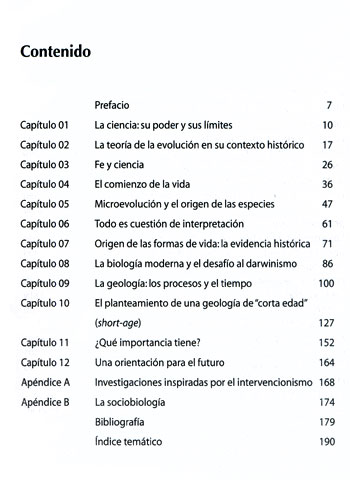 Contenido
Prefacio 7
Capítulo 01 La ciencia: su poder y sus límites 10
Capítulo 02 La teoría de la evolución en su contexto histórico 17
Capítulo 03 Fe y ciencia 26
Capítulo 04 El comienzo de la vida 36
Capítulo 05 Microevolución y el origen de las especies 47
Capítulo 06 Todo es cuestión de interpretación 61
Capítulo 07 Origen de las formas de vida: la evidencia histórica 71
Capítulo 08 La biología moderna y el desafío al darwinismo 86
Capítulo 09 La geología: los procesos y el tiempo 100
Capítulo 10 El planteamiento de una geología de “corta edad”
(short-age) 127
Capítulo 11 ¿Qué importancia tiene? 152
Capítulo 12 Una orientación para el futuro 164
Apéndice A Investigaciones inspiradas por el intervencionismo 168
Apéndice B La sociobiología 174
Bibliografía 179
Índice temático 190